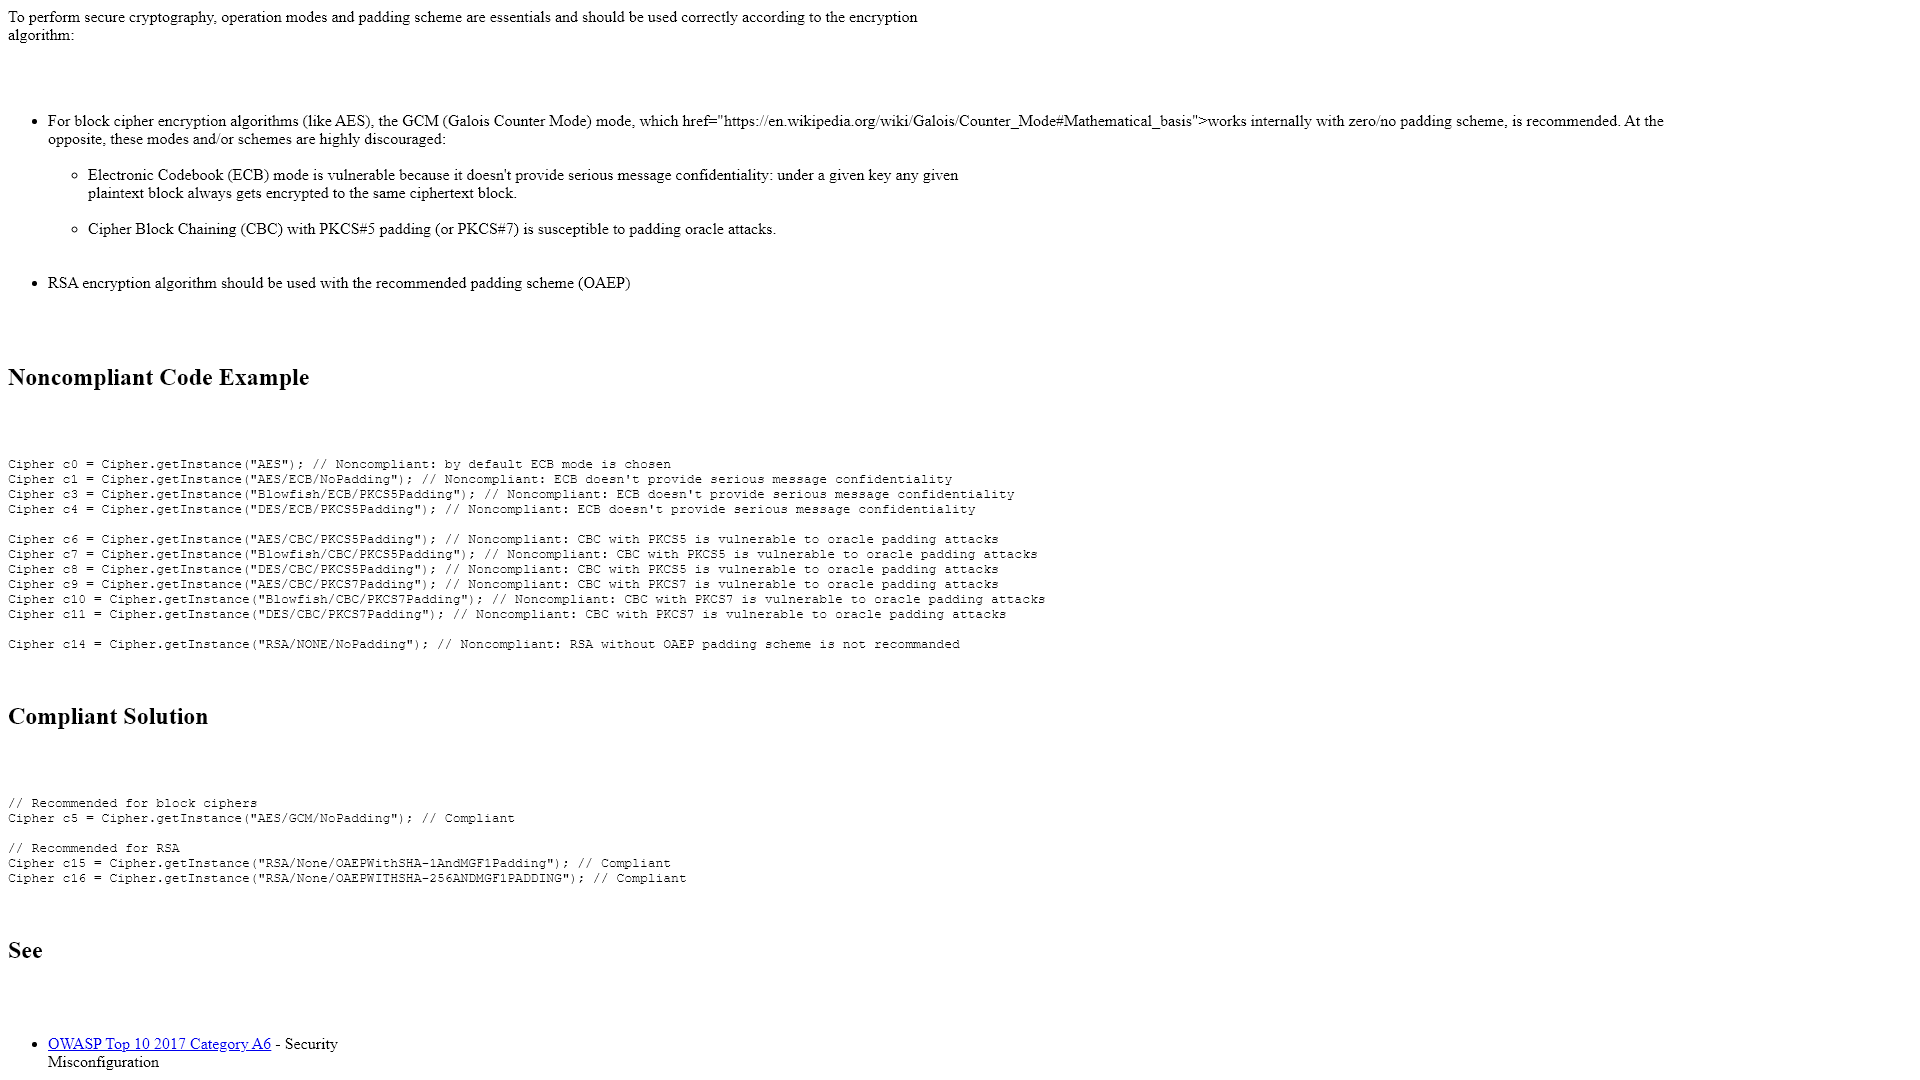 To perform secure cryptography, operation modes and padding scheme are essentials and should be used correctly according to the encryption
algorithm:
• For block cipher encryption algorithms (like AES), the GCM (Galois Counter Mode) mode, which href="https://en.wikipedia.org/wiki/Galois/Counter_Mode#Mathematical_basis">works internally with zero/no padding scheme, is recommended. At the
opposite, these modes and/or schemes are highly discouraged:
◦ Electronic Codebook (ECB) mode is vulnerable because it doesn't provide serious message confidentiality: under a given key any given
plaintext block always gets encrypted to the same ciphertext block.
◦ Cipher Block Chaining (CBC) with PKCS#5 padding (or PKCS#7) is susceptible to padding oracle attacks.
• RSA encryption algorithm should be used with the recommended padding scheme (OAEP)
Noncompliant Code Example
Cipher c0 = Cipher.getInstance("AES"); // Noncompliant: by default ECB mode is chosen
Cipher c1 = Cipher.getInstance("AES/ECB/NoPadding"); // Noncompliant: ECB doesn't provide serious message confidentiality
Cipher c3 = Cipher.getInstance("Blowfish/ECB/PKCS5Padding"); // Noncompliant: ECB doesn't provide serious message confidentiality
Cipher c4 = Cipher.getInstance("DES/ECB/PKCS5Padding"); // Noncompliant: ECB doesn't provide serious message confidentiality
Cipher c6 = Cipher.getInstance("AES/CBC/PKCS5Padding"); // Noncompliant: CBC with PKCS5 is vulnerable to oracle padding attacks
Cipher c7 = Cipher.getInstance("Blowfish/CBC/PKCS5Padding"); // Noncompliant: CBC with PKCS5 is vulnerable to oracle padding attacks
Cipher c8 = Cipher.getInstance("DES/CBC/PKCS5Padding"); // Noncompliant: CBC with PKCS5 is vulnerable to oracle padding attacks
Cipher c9 = Cipher.getInstance("AES/CBC/PKCS7Padding"); // Noncompliant: CBC with PKCS7 is vulnerable to oracle padding attacks
Cipher c10 = Cipher.getInstance("Blowfish/CBC/PKCS7Padding"); // Noncompliant: CBC with PKCS7 is vulnerable to oracle padding attacks
Cipher c11 = Cipher.getInstance("DES/CBC/PKCS7Padding"); // Noncompliant: CBC with PKCS7 is vulnerable to oracle padding attacks
Cipher c14 = Cipher.getInstance("RSA/NONE/NoPadding"); // Noncompliant: RSA without OAEP padding scheme is not recommanded
Compliant Solution
// Recommended for block ciphers
Cipher c5 = Cipher.getInstance("AES/GCM/NoPadding"); // Compliant
// Recommended for RSA
Cipher c15 = Cipher.getInstance("RSA/None/OAEPWithSHA-1AndMGF1Padding"); // Compliant
Cipher c16 = Cipher.getInstance("RSA/None/OAEPWITHSHA-256ANDMGF1PADDING"); // Compliant
See
• OWASP Top 10 2017 Category A6 - Security
Misconfiguration